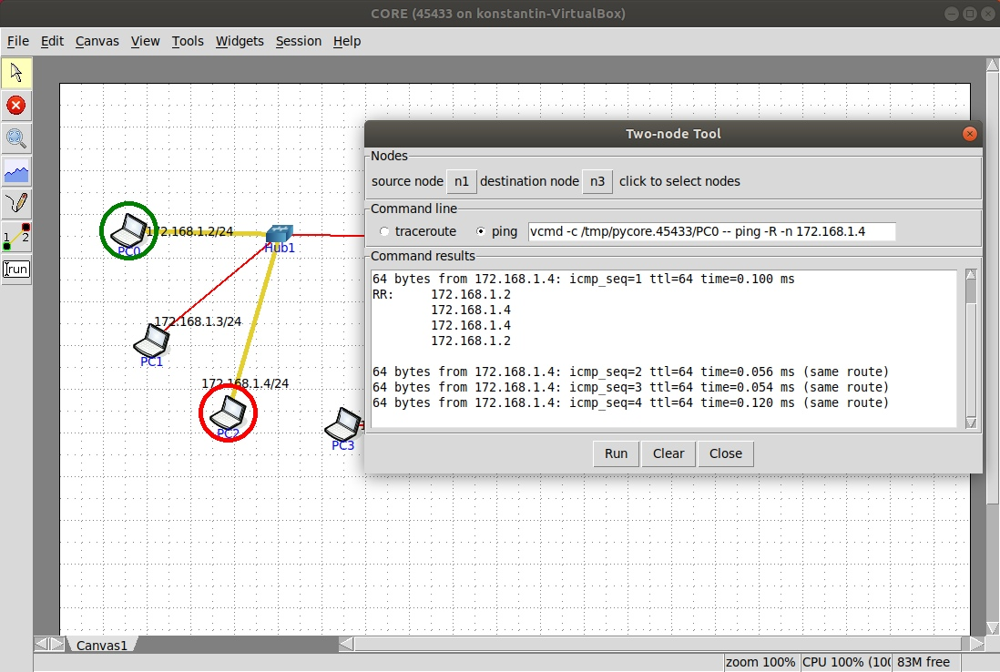 CORE (45433 on konstantin-VirtualBox)
File Edit Canvas View Tools Widgets Session Help
1 2
run
172.168.1.2/24
PC0
Hub1
172.168.1.3/24
PC1
172.168.1.4/24
PC2
PC3
Two-node Tool
Nodes
source node n1 destination node n3 click to select nodes
Command line
traceroute ping vcmd -c /tmp/pycore.45433/PC0 -- ping -R -n 172.168.1.4
Command results
64 bytes from 172.168.1.4: icmp_seq=1 ttl=64 time=0.100 ms
RR: 172.168.1.2
172.168.1.4
172.168.1.4
172.168.1.2
64 bytes from 172.168.1.4: icmp_seq=2 ttl=64 time=0.056 ms (same route)
64 bytes from 172.168.1.4: icmp_seq=3 ttl=64 time=0.054 ms (same route)
64 bytes from 172.168.1.4: icmp_seq=4 ttl=64 time=0.120 ms (same route)
Run Clear Close
Canvas1
zoom 100% CPU 100% (100 83M free